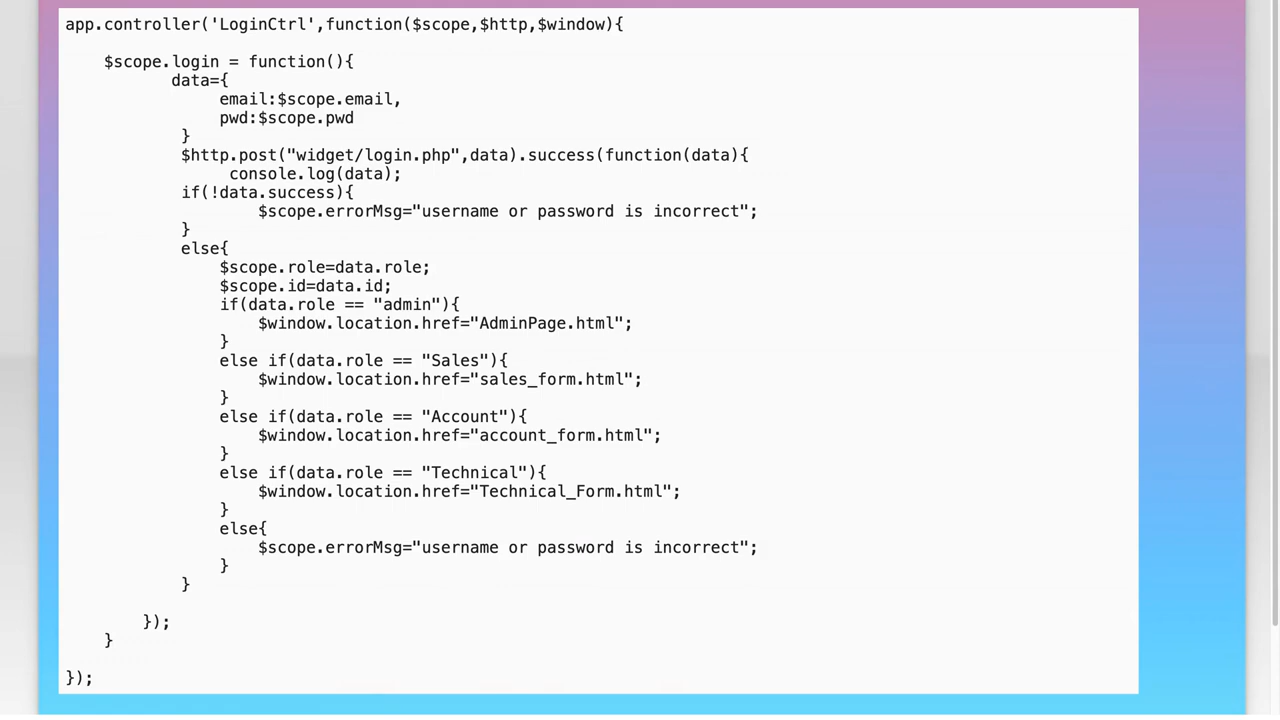 app.controller('LoginCtrl',function($scope,$http,$window){
$scope.login = function(){
data={
email:$scope.email,
pwd:$scope.pwd
}
$http.post("widget/login.php",data).success(function(data){
console.log(data);
if(!data.success){
$scope.errorMsg="username or password is incorrect";
}
else{
$scope.role=data.role;
$scope.id=data.id;
if(data.role == "admin"){
$window.location.href="AdminPage.html";
}
else if(data.role == "Sales"){
$window.location.href="sales_form.html";
}
else if(data.role == "Account"){
$window.location.href="account_form.html";
}
else if(data.role == "Technical"){
$window.location.href="Technical_Form.html";
}
else{
$scope.errorMsg="username or password is incorrect";
}
}
});
}
});